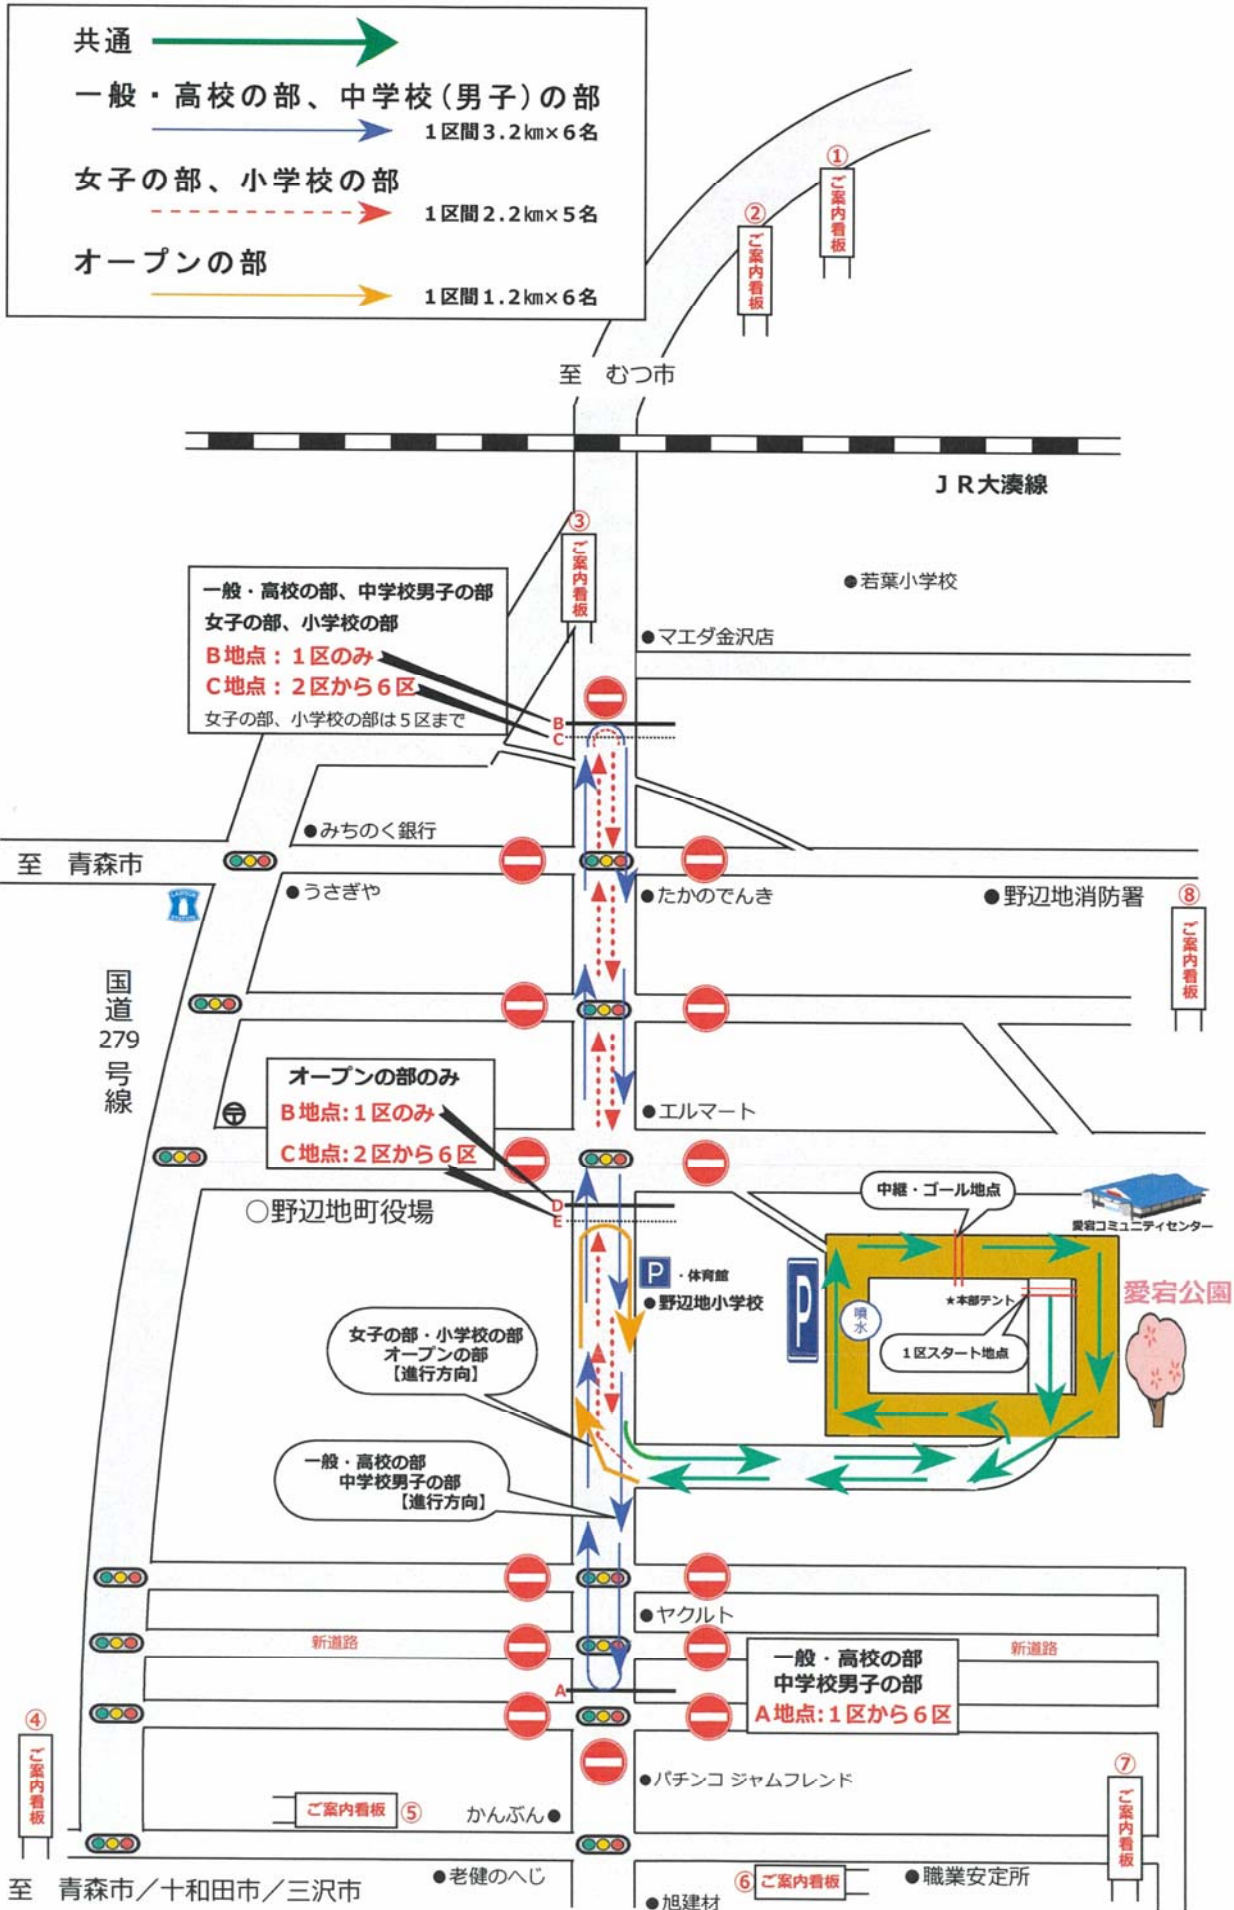 共通
一般・高校の部、中学校(男子)の部
1区間3.2㎞×6名
女子の部、小学校の部
1区間2.2㎞×5名
オープンの部
1区間1.2㎞×6名
①
ご案内看板
②
ご案内看板
至 むつ市
JR大湊線
③
ご案内看板
●若葉小学校
一般・高校の部、中学校男子の部
女子の部、小学校の部
B地点：1区のみ
C地点：2区から6区
女子の部、小学校の部は5区まで
●マエダ金沢店
B
C
●みちのく銀行
至 青森市
●うさぎや
●たかのでんき
●野辺地消防署
⑧
ご案内看板
国道279号線
オープンの部のみ
B地点:1区のみ
C地点:2区から6区
●エルマート
○野辺地町役場
D
E
中継・ゴール地点
愛宕コミュニティセンター
P・体育館
●野辺地小学校
P
噴水
★本部テント
1区スタート地点
愛宕公園
女子の部・小学校の部
オープンの部
【進行方向】
一般・高校の部
中学校男子の部
【進行方向】
●ヤクルト
新道路
新道路
A
一般・高校の部
中学校男子の部
A地点:1区から6区
④
ご案内看板
●パチンコ ジャムフレンド
⑦
ご案内看板
ご案内看板 ⑤
かんぶん●
至 青森市／十和田市／三沢市
●老健のへじ
⑥ ご案内看板
●職業安定所
●旭建材